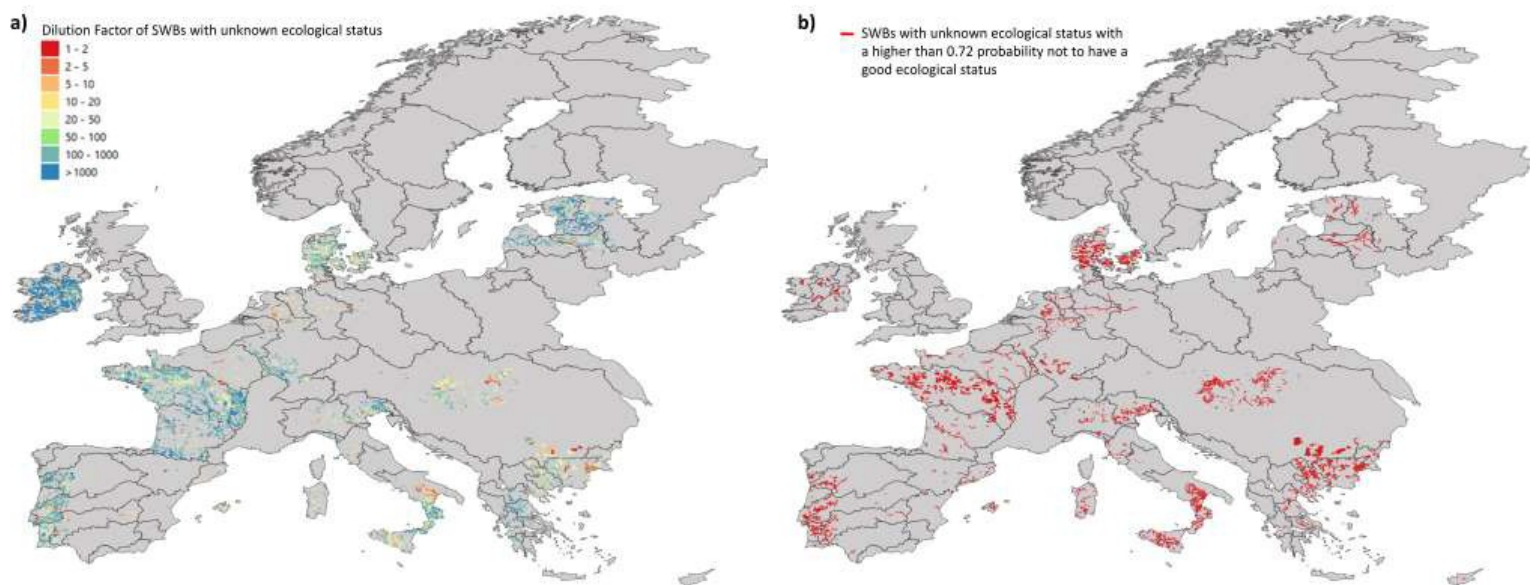 a)
Dilution Factor of SWBs with unknown ecological status
1 - 2
2 - 5
5 - 10
10 - 20
20 - 50
50 - 100
100 - 1000
>1000
b)
SWBs with unknown ecological status with
a higher than 0.72 probability not to have a
good ecological status